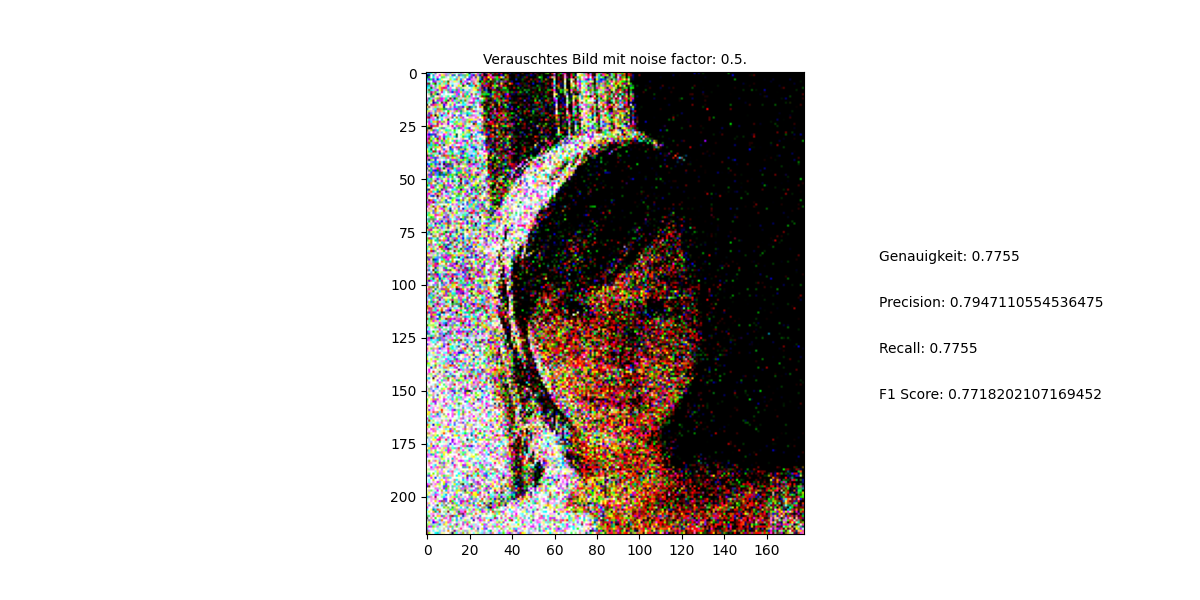 Verauschtes Bild mit noise factor: 0.5.
0
25
50
75
100
125
150
175
200
0 20 40 60 80 100 120 140 160
Genauigkeit: 0.7755
Precision: 0.7947110554536475
Recall: 0.7755
F1 Score: 0.7718202107169452